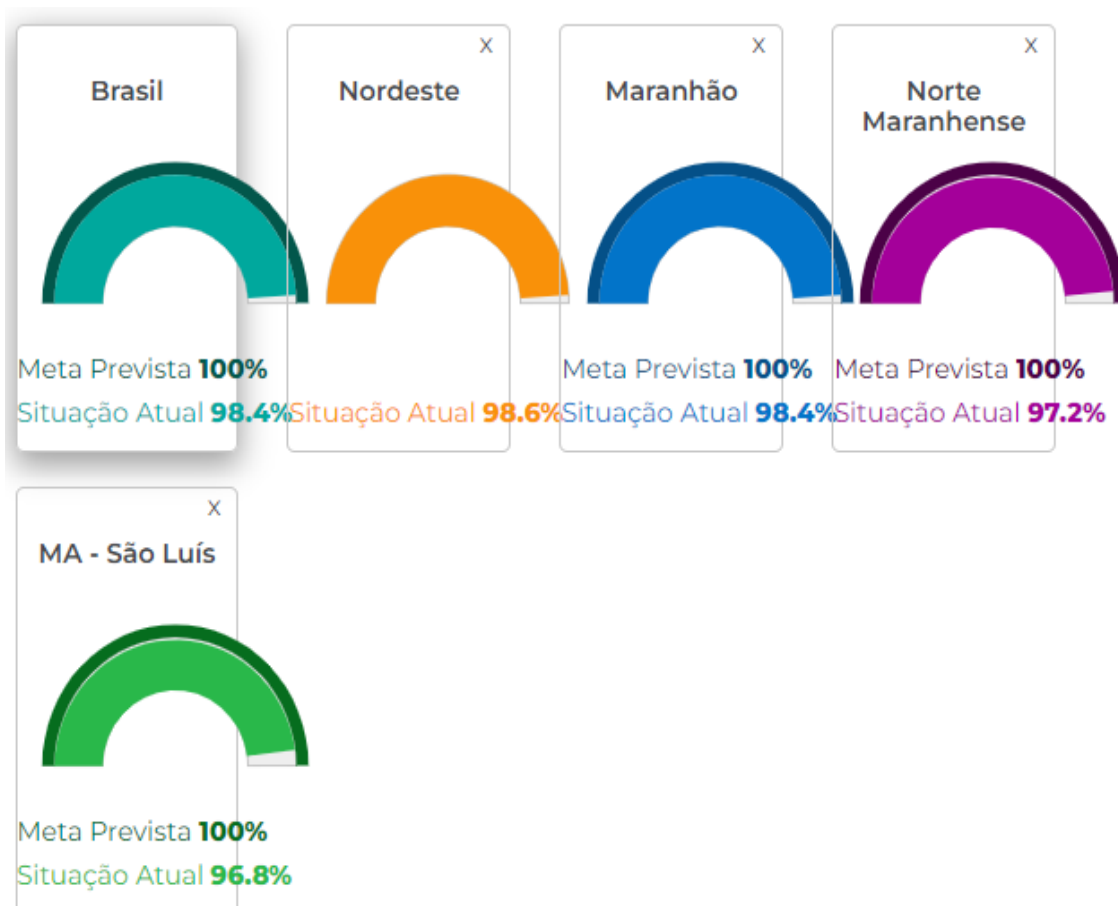 Brasil
Meta Prevista 100%
Situação Atual 98.4%
X
Nordeste
Situação Atual 98.6%
X
Maranhão
Meta Prevista 100%
Situação Atual 98.4%
X
Norte
Maranhense
Meta Prevista 100%
Situação Atual 97.2%
X
MA - São Luís
Meta Prevista 100%
Situação Atual 96.8%